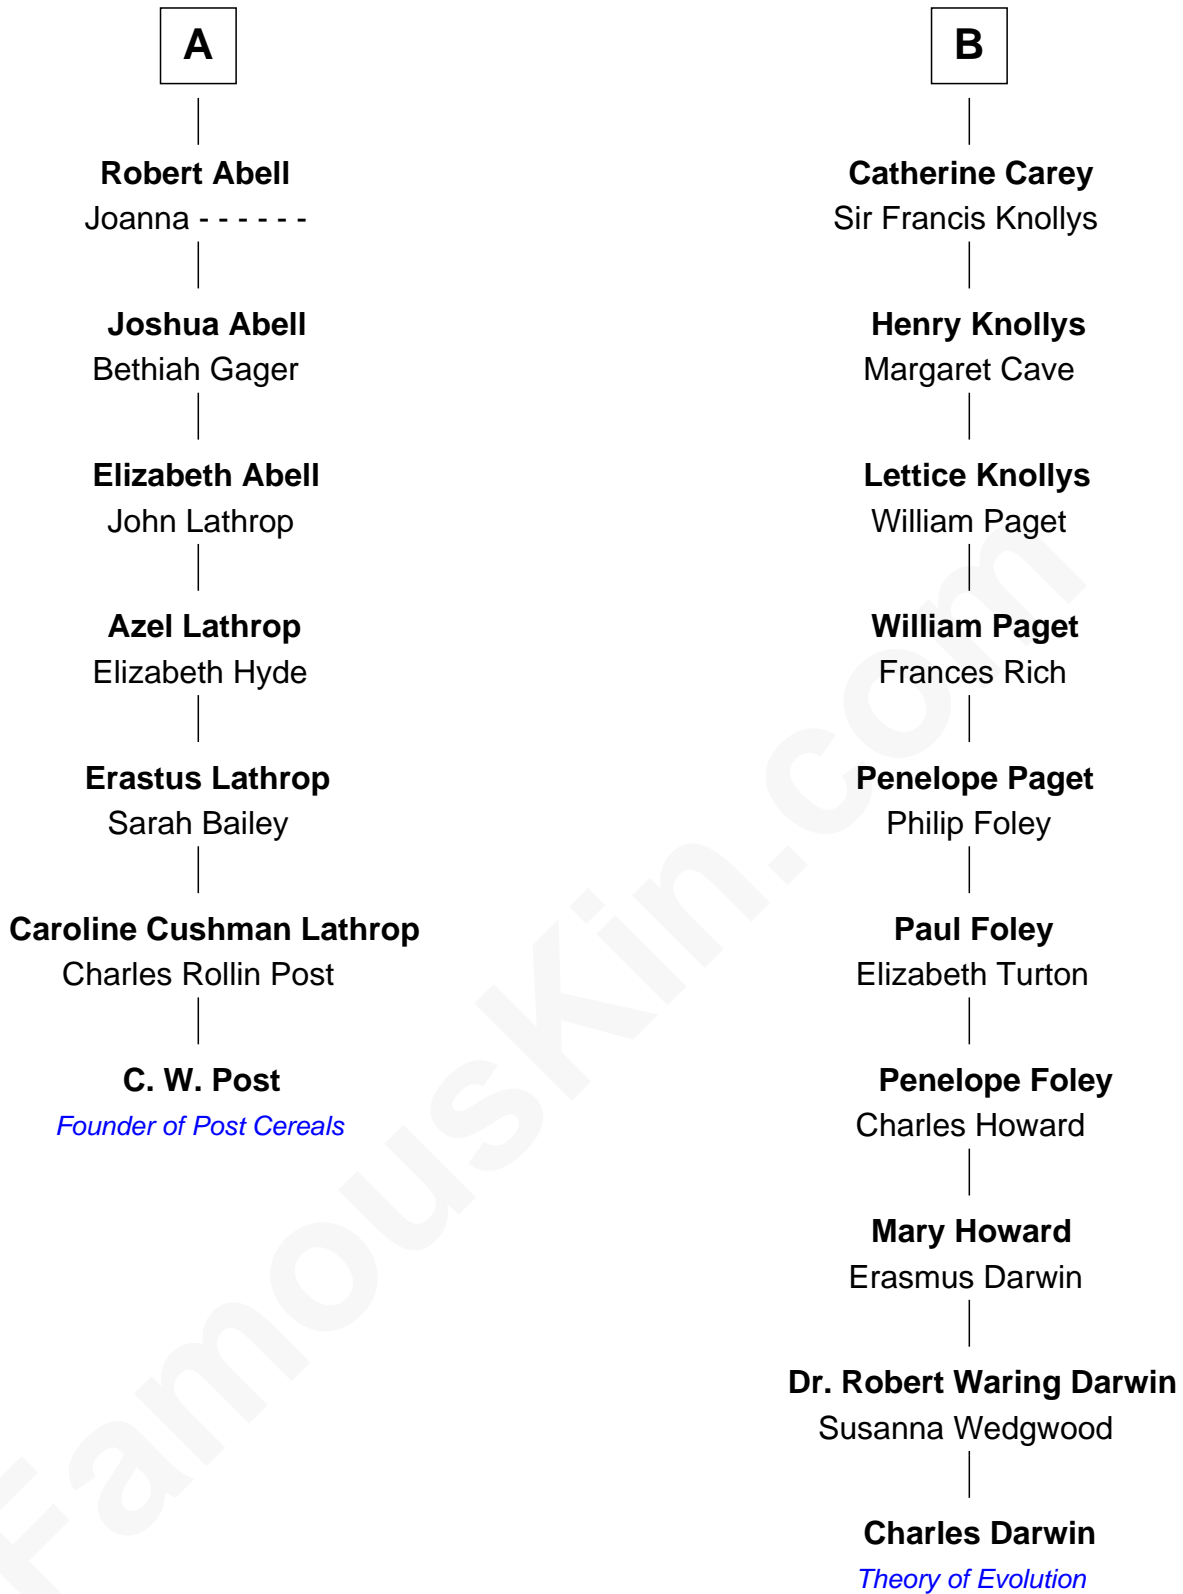 A
Robert Abell
Joanna - - - - - -
Joshua Abell
Bethiah Gager
Elizabeth Abell
John Lathrop
Azel Lathrop
Elizabeth Hyde
Erastus Lathrop
Sarah Bailey
Caroline Cushman Lathrop
Charles Rollin Post
C. W. Post
Founder of Post Cereals
B
Catherine Carey
Sir Francis Knollys
Henry Knollys
Margaret Cave
Lettice Knollys
William Paget
William Paget
Frances Rich
Penelope Paget
Philip Foley
Paul Foley
Elizabeth Turton
Penelope Foley
Charles Howard
Mary Howard
Erasmus Darwin
Dr. Robert Waring Darwin
Susanna Wedgwood
Charles Darwin
Theory of Evolution
FamousKin.com